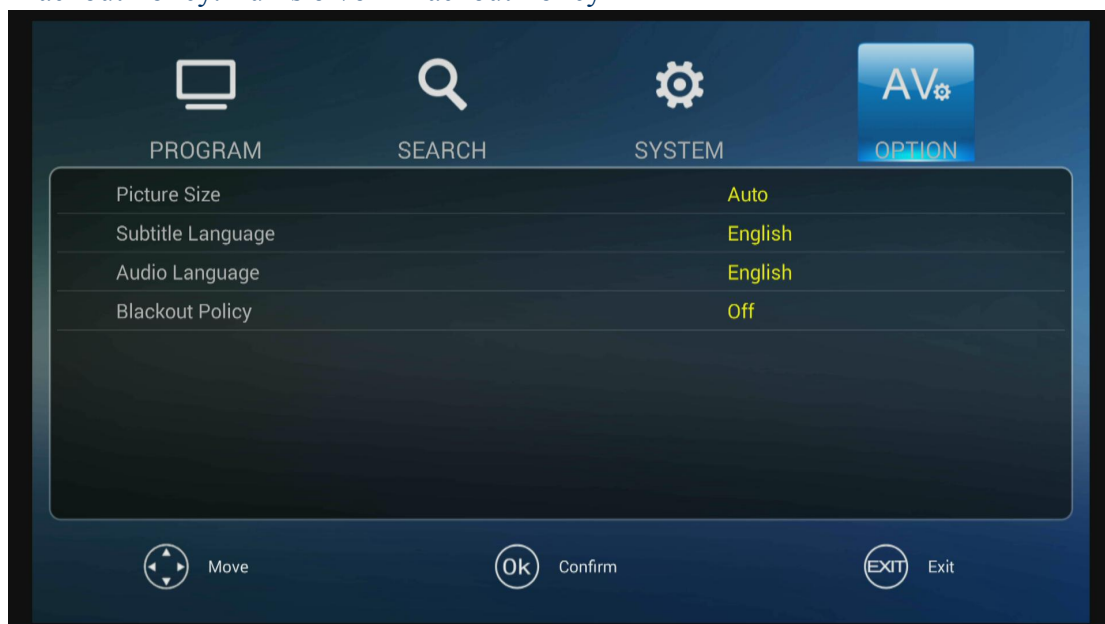 AV
PROGRAM SEARCH SYSTEM OPTION
Picture Size Auto
Subtitle Language English
Audio Language English
Blackout Policy Off
Move Ok Confirm EXIT Exit